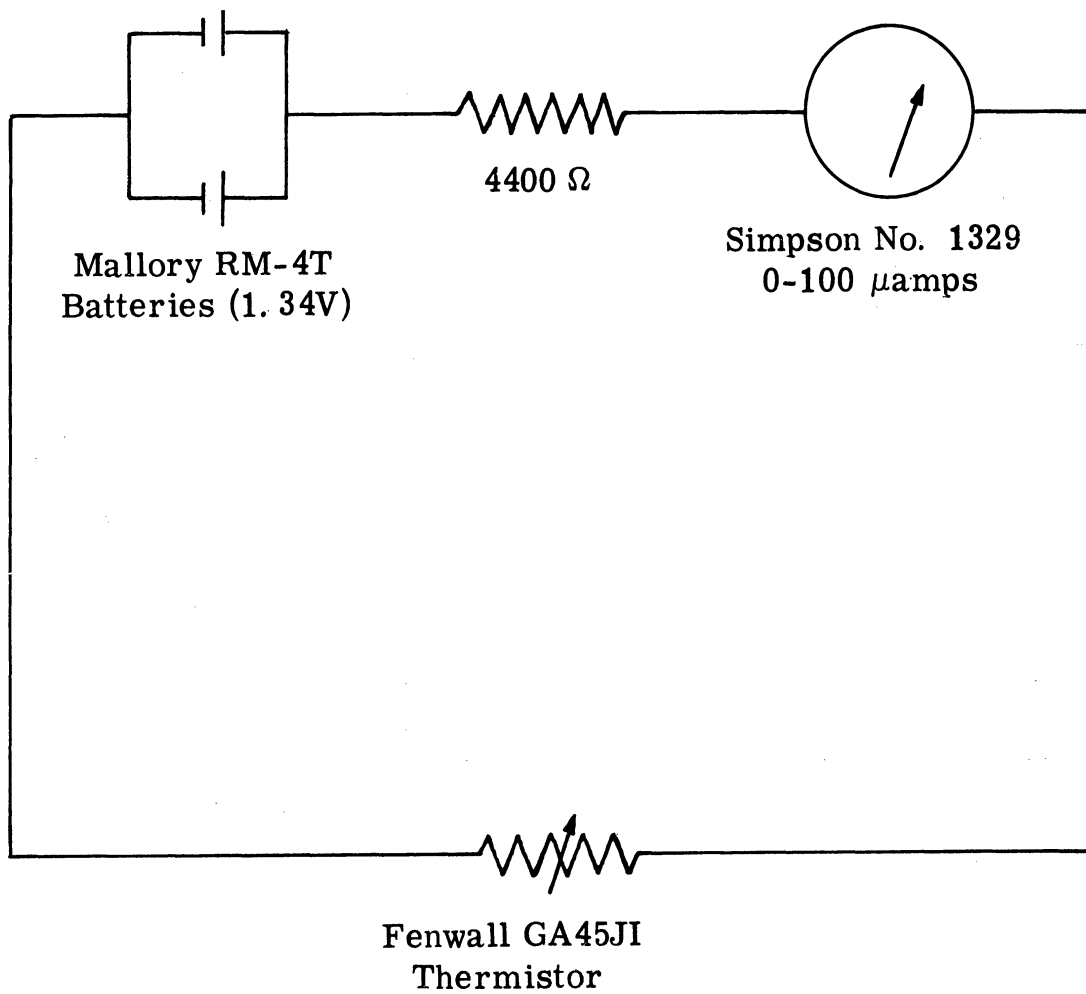 4400 Ω
Mallory RM-4T
Batteries (1.34V)
Simpson No. 1329
0-100 μamps
Fenwall GA45JI
Thermistor